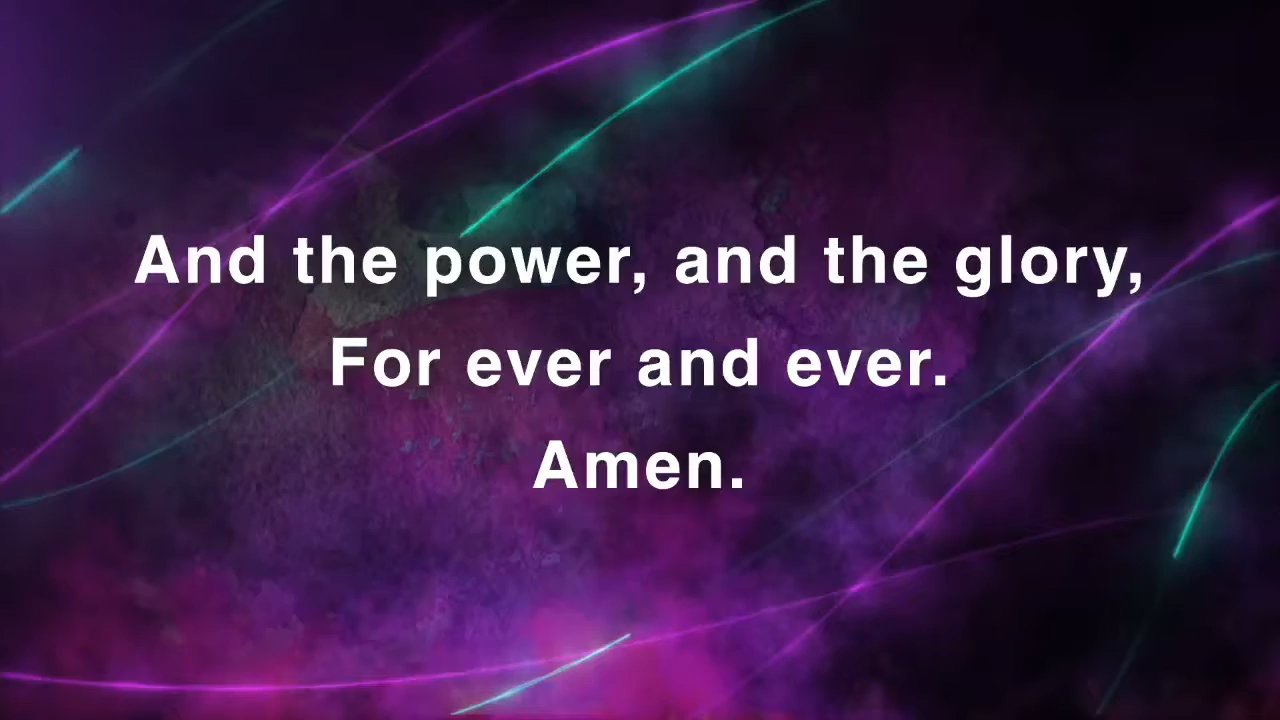 And the power, and the glory,
For ever and ever.
Amen.